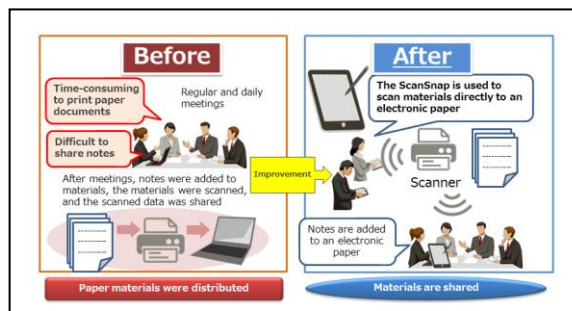 Before
Time-consuming
to print paper
documents
Regular and daily
meetings
Difficult to
share notes
After meetings, notes were added to
materials, the materials were scanned,
and the scanned data was shared
Paper materials were distributed
Improvement
After
The ScanSnap is used to
scan materials directly to an
electronic paper
Scanner
Notes are added
to an electronic
paper
Materials are shared